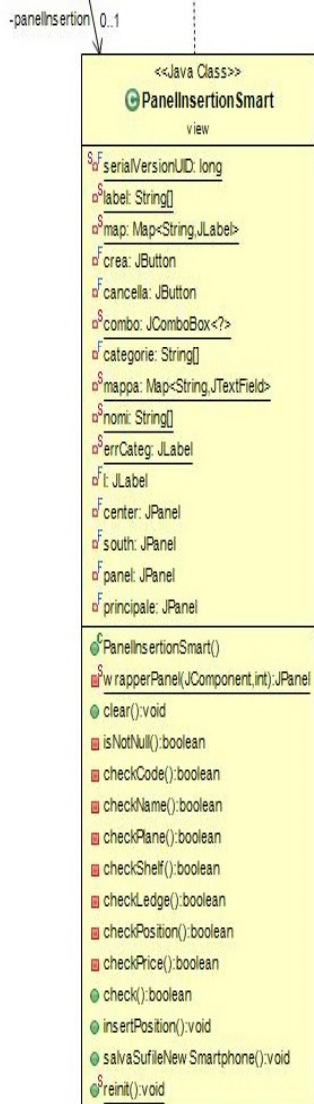 -panelInsertion 0..1
<<Java Class>>
PanelInsertionSmart
view
serialVersionUID: long
label: String[]
map: Map<String,JLabel>
crea: JButton
cancella: JButton
combo: JComboBox<?>
categorie: String[]
mappa: Map<String,JTextField>
nomi: String[]
errCateg: JLabel
l: JLabel
center: JPanel
south: JPanel
panel: JPanel
principale: JPanel
PanelInsertionSmart()
wrapperPanel(JComponent,int):JPanel
clear():void
isNotNull():boolean
checkCode():boolean
checkName():boolean
checkPlane():boolean
checkShelf():boolean
checkLedge():boolean
checkPosition():boolean
checkPrice():boolean
check():boolean
insertPosition():void
salvaSufileNewSmartphone():void
reinit():void